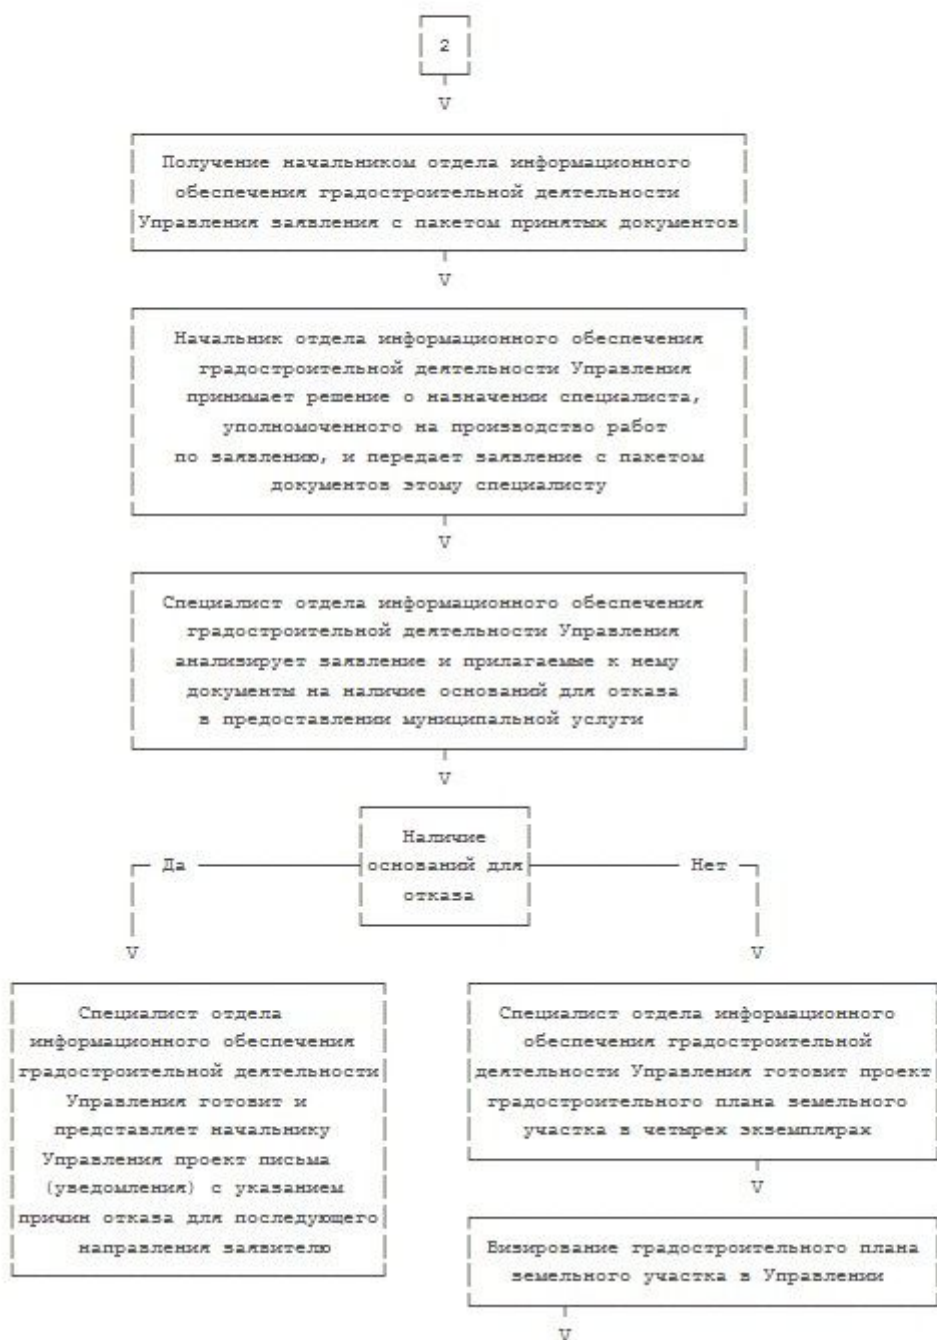 2
V
Получение начальником отдела информационного
обеспечения градостроительной деятельности
Управления заявления с пакетом принятых документов
V
Начальник отдела информационного обеспечения
градостроительной деятельности Управления
принимает решение о назначении специалиста,
уполномоченного на производство работ
по заявлению, и передает заявление с пакетом
документов этому специалисту
V
Специалист отдела информационного обеспечения
градостроительной деятельности Управления
анализирует заявление и прилагаемые к нему
документы на наличие оснований для отказа
в предоставлении муниципальной услуги
V
Наличие
оснований для
отказа
Да
Нет
V
V
Специалист отдела
информационного обеспечения
градостроительной деятельности
Управления готовит и
представляет начальнику
Управления проект письма
(уведомления) с указанием
причин отказа для последующего
направления заявителю
Специалист отдела информационного
обеспечения градостроительной
деятельности Управления готовит проект
градостроительного плана земельного
участка в четырех экземплярах
V
Визирование градостроительного плана
земельного участка в Управлении
V